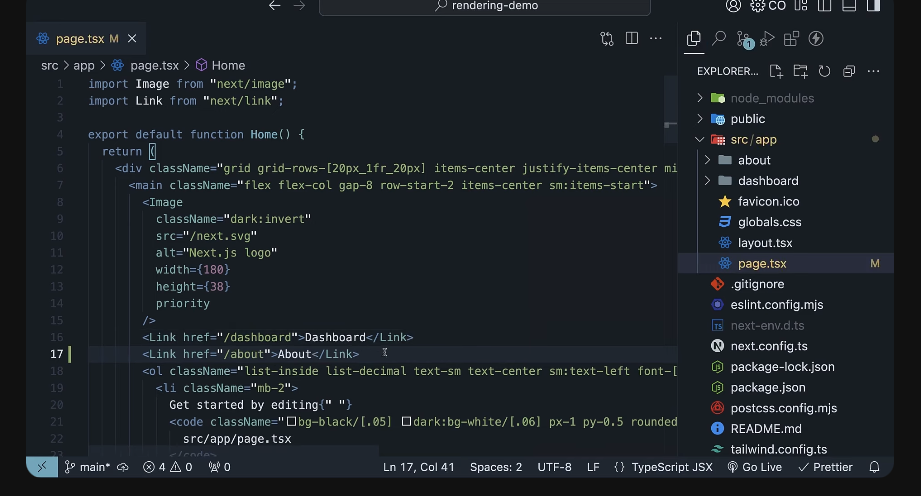 rendering-demo
CO
page.tsx M
src > app > page.tsx > Home
EXPLORER...
1 import Image from "next/image";
2 import Link from "next/link";
3
4 export default function Home() {
5 return (
6 <div className="grid grid-rows-[20px_1fr_20px] items-center justify-items-center mi
7 <main className="flex flex-col gap-8 row-start-2 items-center sm:items-start">
8 <Image
9 className="dark:invert"
10 src="/next.svg"
11 alt="Next.js logo"
12 width={180}
13 height={38}
14 priority
15 />
16 <Link href="/dashboard">Dashboard</Link>
17 <Link href="/about">About</Link>
18 <ol className="list-inside list-decimal text-sm text-center sm:text-left font-[
19 <li className="mb-2">
20 Get started by editing{" "}
21 <code className="bg-black/[.05] dark:bg-white/[.06] px-1 py-0.5 rounded
22 src/app/page.tsx
</code>
1
node_modules
public
src/app
about
dashboard
favicon.ico
globals.css
layout.tsx
page.tsx M
.gitignore
eslint.config.mjs
TS next-env.d.ts
next.config.ts
package-lock.json
package.json
postcss.config.mjs
README.md
tailwind.config.ts
main* 4 0 0 Ln 17, Col 41 Spaces: 2 UTF-8 LF {} TypeScript JSX Go Live Prettier